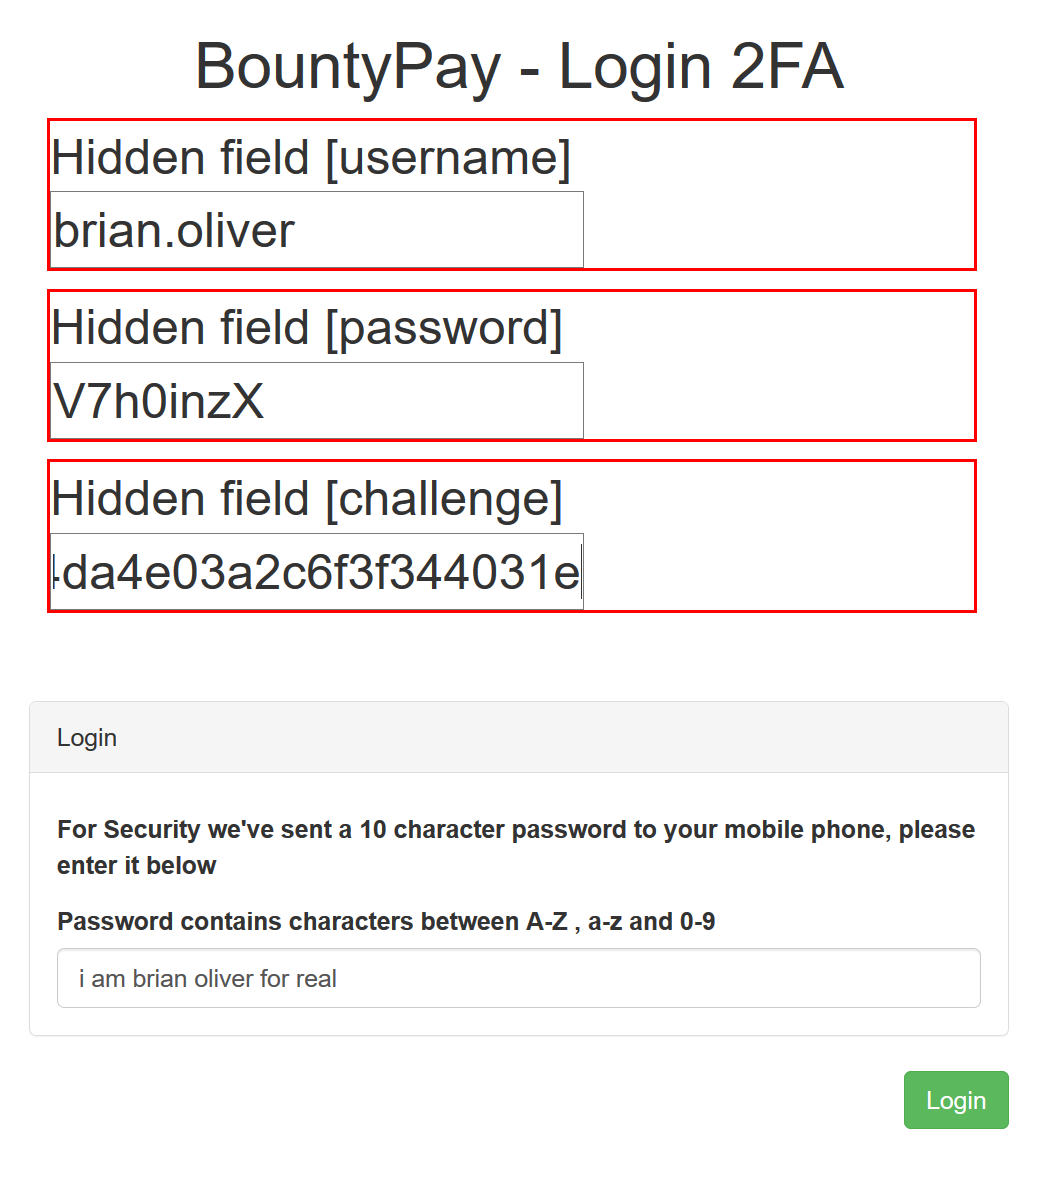 BountyPay - Login 2FA
Hidden field [username]
brian.oliver
Hidden field [password]
V7h0inzX
Hidden field [challenge]
da4e03a2c6f3f344031e
Login
For Security we've sent a 10 character password to your mobile phone, please
enter it below
Password contains characters between A-Z , a-z and 0-9
i am brian oliver for real
Login